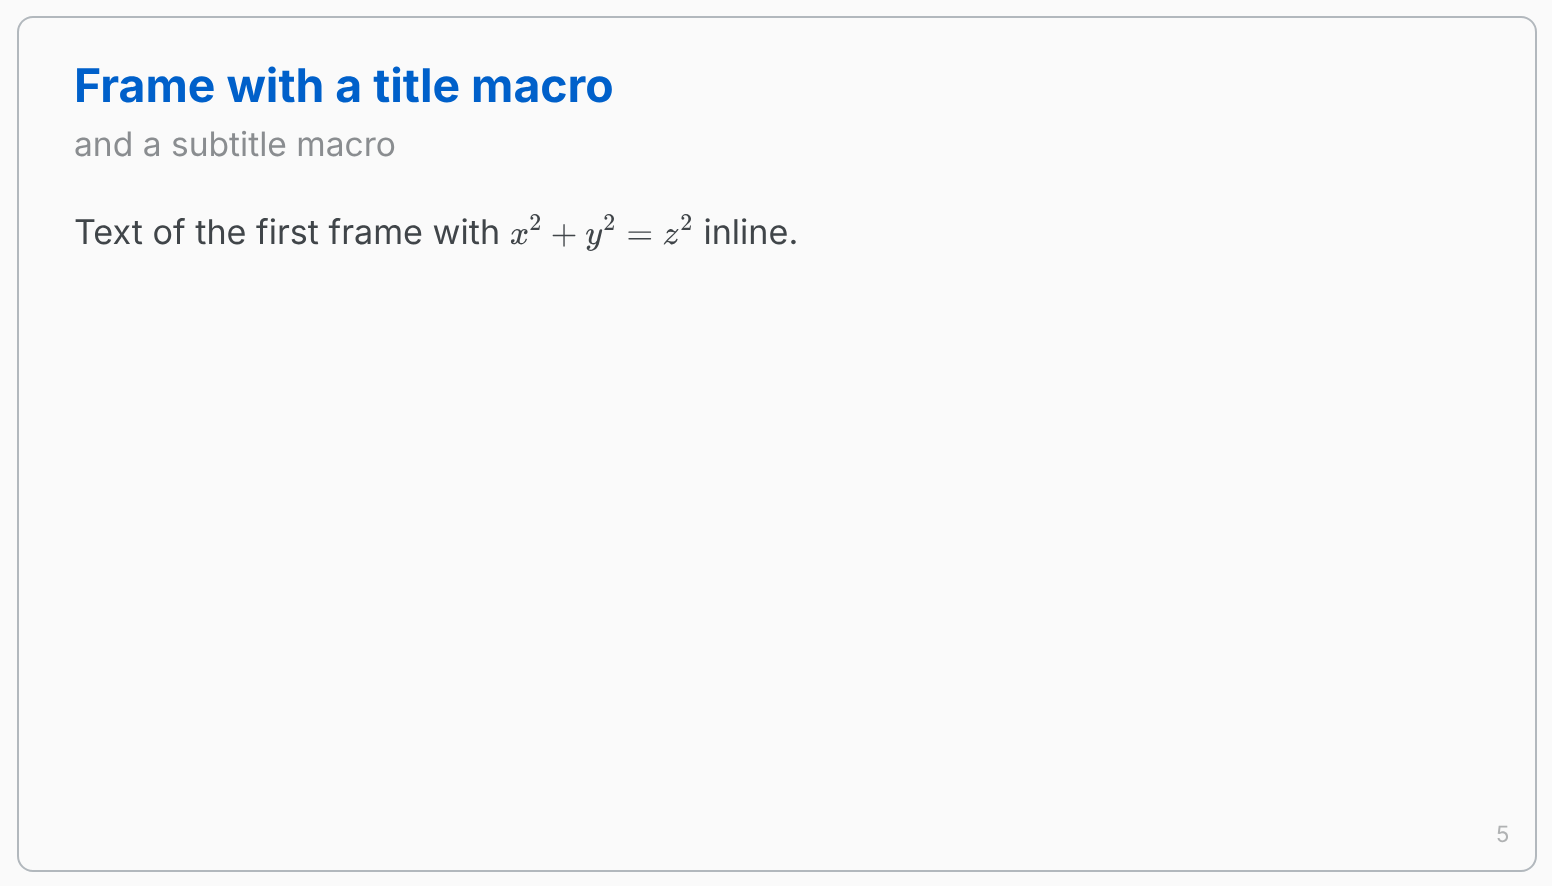 Frame with a title macro
and a subtitle macro
Text of the first frame with x² + y² = z² inline.
5